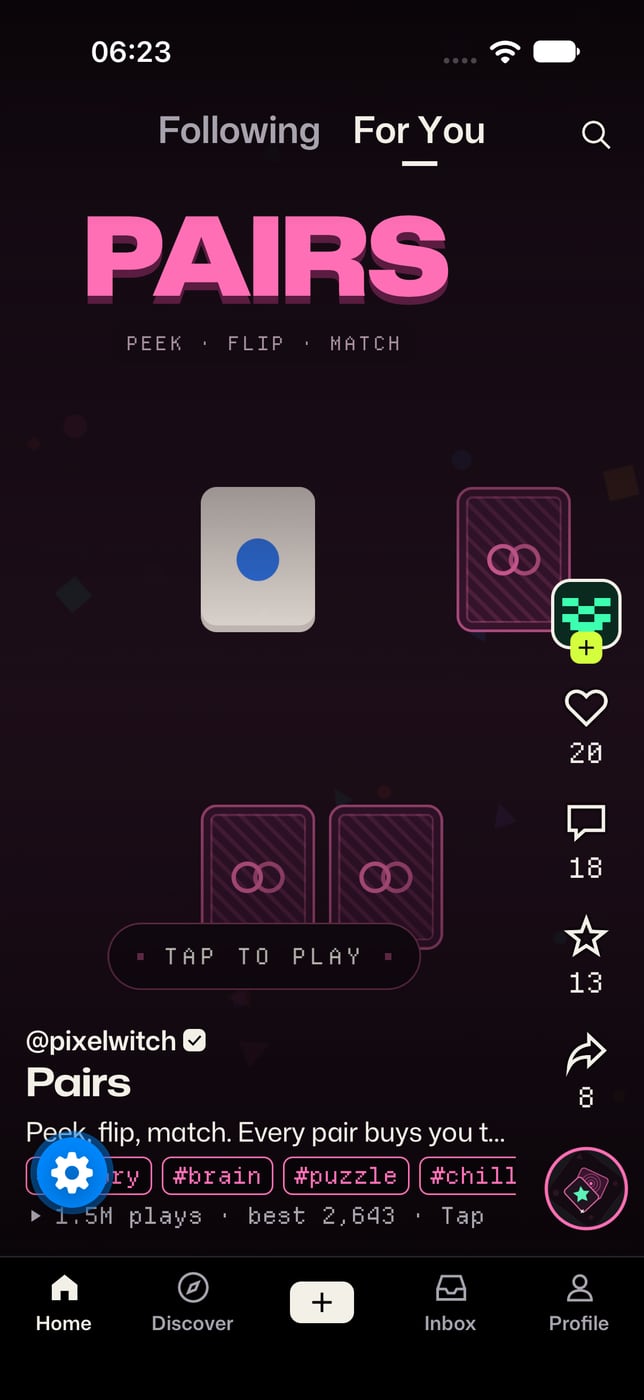 06:23
Following For You
PAIRS
PEEK · FLIP · MATCH
20
18
13
8
TAP TO PLAY
@pixelwitch
Pairs
Peek, flip, match. Every pair buys you t...
#brain #puzzle #chill
1.5M plays · best 2,643 · Tap
Home Discover Inbox Profile